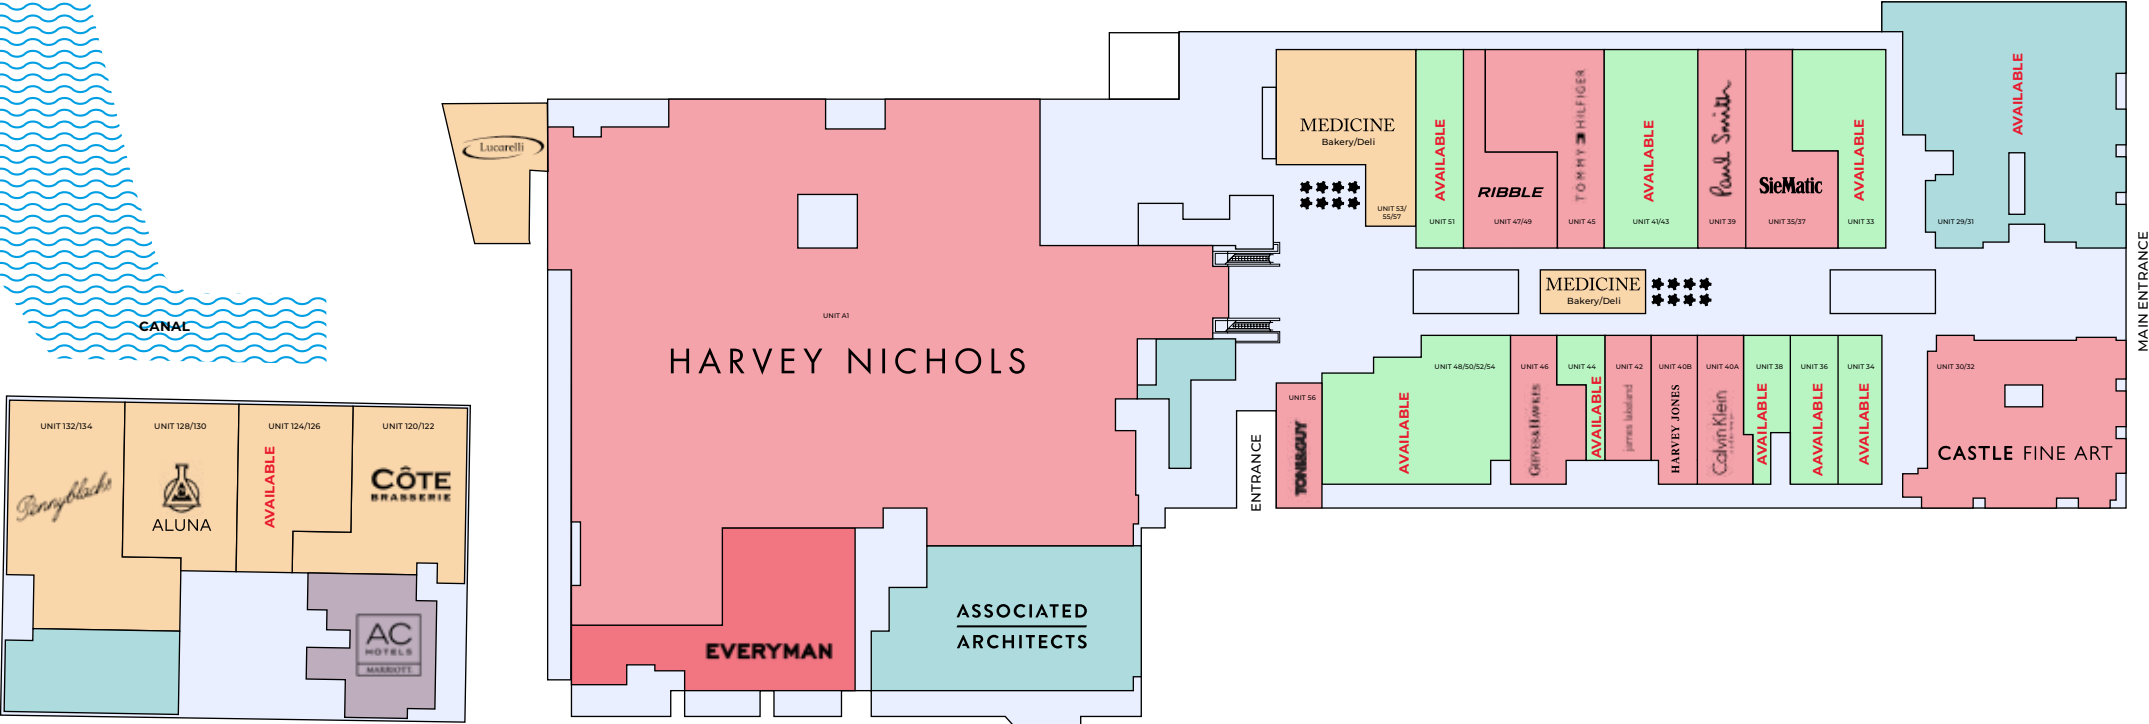 CANAL
Lucarelli
UNIT 132/134
Pennyblacks
UNIT 128/130
ALUNA
UNIT 124/126
AVAILABLE
UNIT 120/122
CÔTE
BRASSERIE
AC
HOTELS
MARRIOTT
UNIT A1
HARVEY NICHOLS
EVERYMAN
ASSOCIATED
ARCHITECTS
MEDICINE
Bakery/Deli
UNIT 53/
55/57
AVAILABLE
UNIT 51
RIBBLE
UNIT 47/49
TOMMY HILFIGER
UNIT 45
AVAILABLE
UNIT 41/43
Paul Smith
UNIT 39
SieMatic
UNIT 35/37
AVAILABLE
UNIT 33
AVAILABLE
UNIT 29/31
MEDICINE
Bakery/Deli
MAIN ENTRANCE
ENTRANCE
UNIT 56
TONI&GUY
UNIT 48/50/52/54
AVAILABLE
UNIT 46
GIEVES & HAWKES
UNIT 44
AVAILABLE
UNIT 42
james lakeland
UNIT 40B
HARVEY JONES
UNIT 40A
Calvin Klein
UNIT 38
AVAILABLE
UNIT 36
AAVAILABLE
UNIT 34
AVAILABLE
UNIT 30/32
CASTLE FINE ART